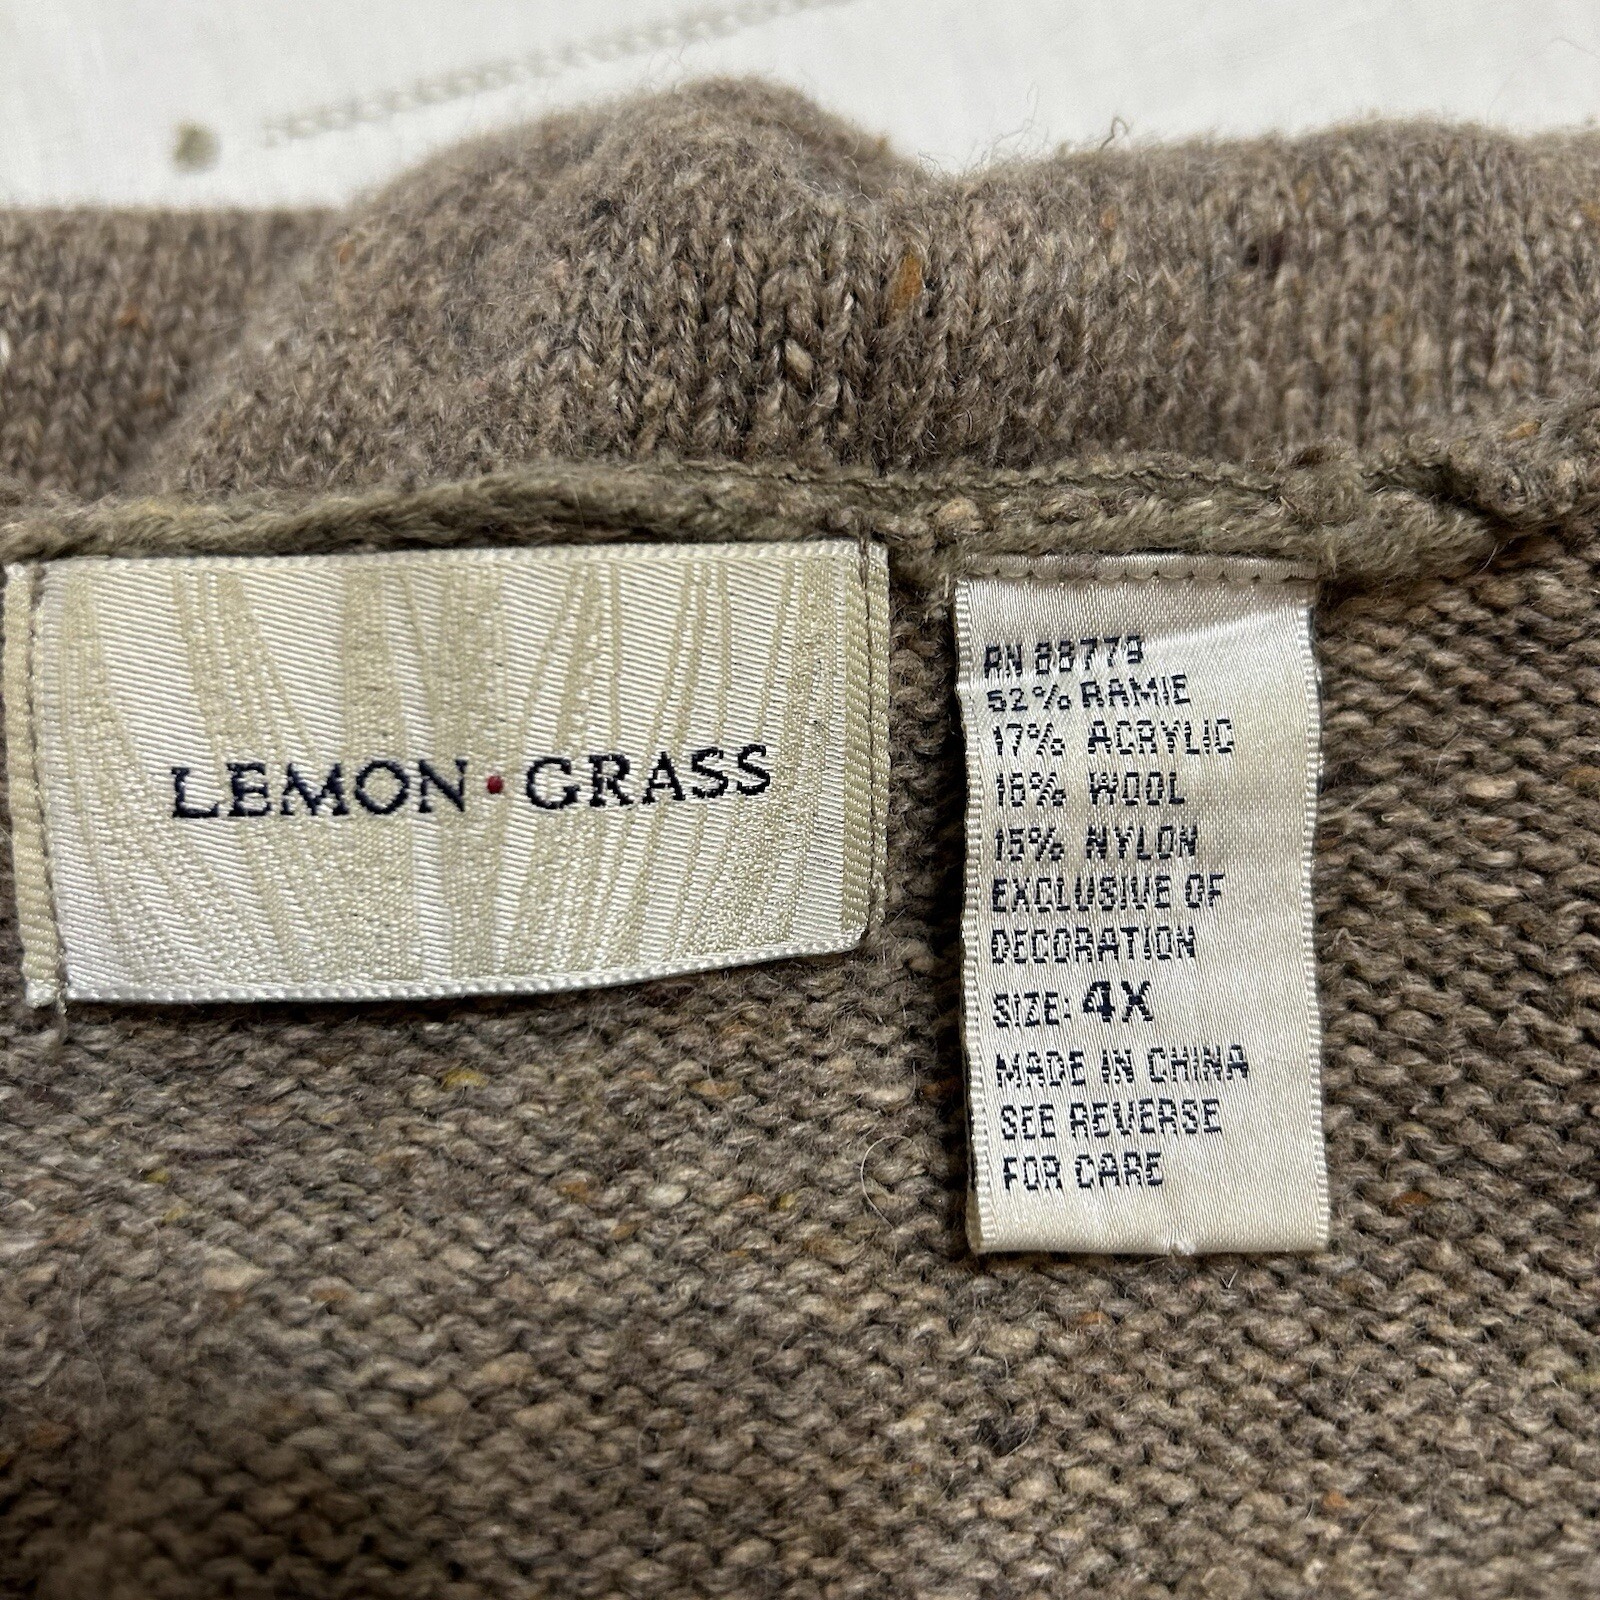 LEMON • GRASS
RN 88779
52% RAMIE
17% ACRYLIC
16% WOOL
15% NYLON
EXCLUSIVE OF
DECORATION
SIZE: 4X
MADE IN CHINA
SEE REVERSE
FOR CARE